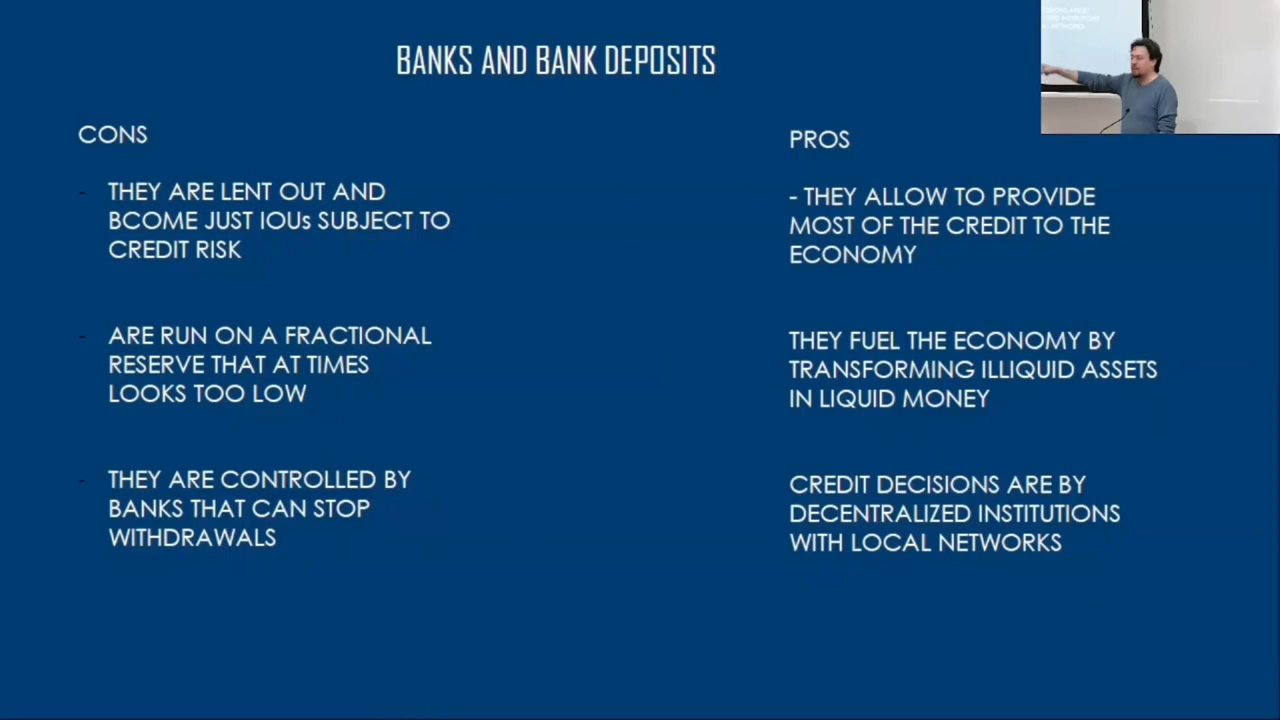 BANKS AND BANK DEPOSITS
CONS
- THEY ARE LENT OUT AND
BCOME JUST IOUs SUBJECT TO
CREDIT RISK
- ARE RUN ON A FRACTIONAL
RESERVE THAT AT TIMES
LOOKS TOO LOW
- THEY ARE CONTROLLED BY
BANKS THAT CAN STOP
WITHDRAWALS
PROS
- THEY ALLOW TO PROVIDE
MOST OF THE CREDIT TO THE
ECONOMY
THEY FUEL THE ECONOMY BY
TRANSFORMING ILLIQUID ASSETS
IN LIQUID MONEY
CREDIT DECISIONS ARE BY
DECENTRALIZED INSTITUTIONS
WITH LOCAL NETWORKS